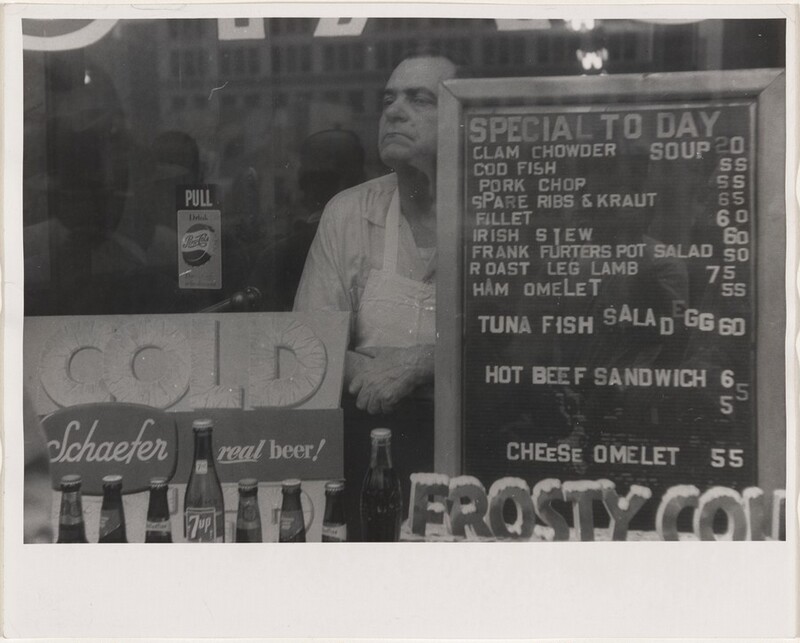 PULL
Drink
Pepsi-Cola
SPECIAL TO DAY
CLAM CHOWDER SOUP 20
COD FISH 55
PORK CHOP 55
SPARE RIBS & KRAUT 65
FILLET 60
IRISH STEW 60
FRANK FURTERS POT SALAD 50
ROAST LEG LAMB 75
HAM OMELET 55
TUNA FISH SALAD EGG 60
HOT BEEF SANDWICH 65
5
CHEESE OMELET 55
COLD
Schaefer
real beer!
7up
FROSTY